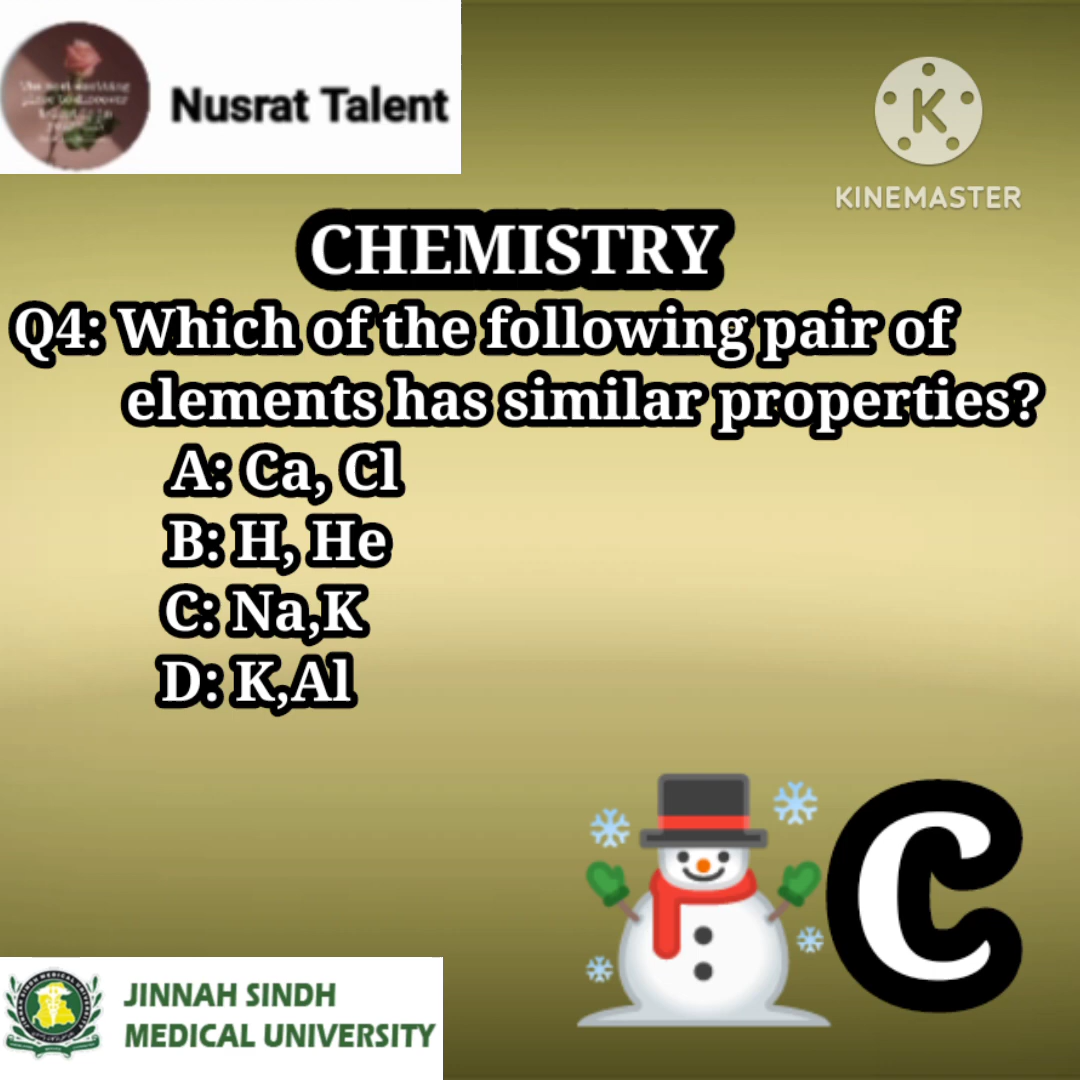 Nusrat Talent
K
KINEMASTER
CHEMISTRY
Q4: Which of the following pair of
elements has similar properties?
A: Ca, Cl
B: H, He
C: Na,K
D: K,Al
C
JINNAH SINDH
MEDICAL UNIVERSITY